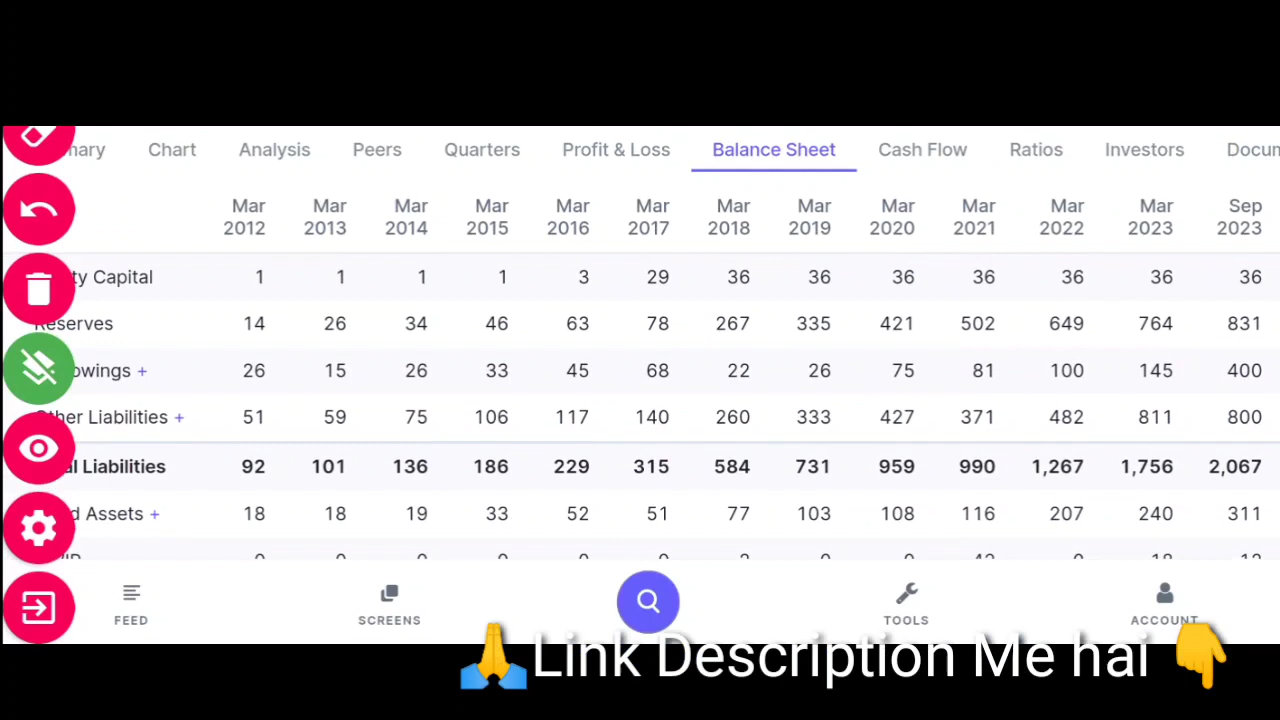 mary Chart Analysis Peers Quarters Profit & Loss Balance Sheet Cash Flow Ratios Investors Docum
Mar 2012 Mar 2013 Mar 2014 Mar 2015 Mar 2016 Mar 2017 Mar 2018 Mar 2019 Mar 2020 Mar 2021 Mar 2022 Mar 2023 Sep 2023
ty Capital 1 1 1 1 3 29 36 36 36 36 36 36 36
Reserves 14 26 34 46 63 78 267 335 421 502 649 764 831
owings + 26 15 26 33 45 68 22 26 75 81 100 145 400
Other Liabilities + 51 59 75 106 117 140 260 333 427 371 482 811 800
al Liabilities 92 101 136 186 229 315 584 731 959 990 1,267 1,756 2,067
d Assets + 18 18 19 33 52 51 77 103 108 116 207 240 311
FEED SCREENS TOOLS ACCOUNT
🙏Link Description Me hai 👇